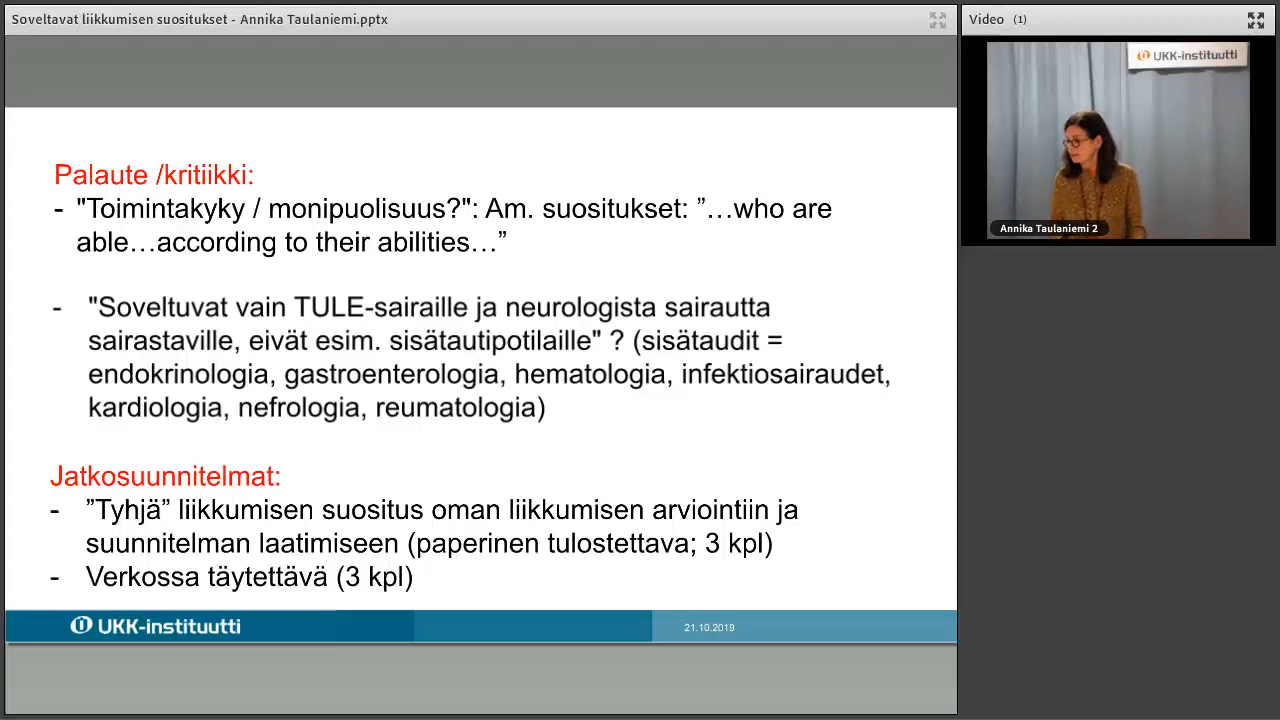 Soveltavat liikkumisen suositukset - Annika Taulaniemi.pptx
Video (1)
UKK-instituutti
Annika Taulaniemi 2
Palaute /kritiikki:
- "Toimintakyky / monipuolisuus?": Am. suositukset: ”…who are
able…according to their abilities…”
- "Soveltuvat vain TULE-sairaille ja neurologista sairautta
sairastaville, eivät esim. sisätautipotilaille" ? (sisätaudit =
endokrinologia, gastroenterologia, hematologia, infektiosairaudet,
kardiologia, nefrologia, reumatologia)
Jatkosuunnitelmat:
- ”Tyhjä” liikkumisen suositus oman liikkumisen arviointiin ja
suunnitelman laatimiseen (paperinen tulostettava; 3 kpl)
- Verkossa täytettävä (3 kpl)
UKK-instituutti
21.10.2019